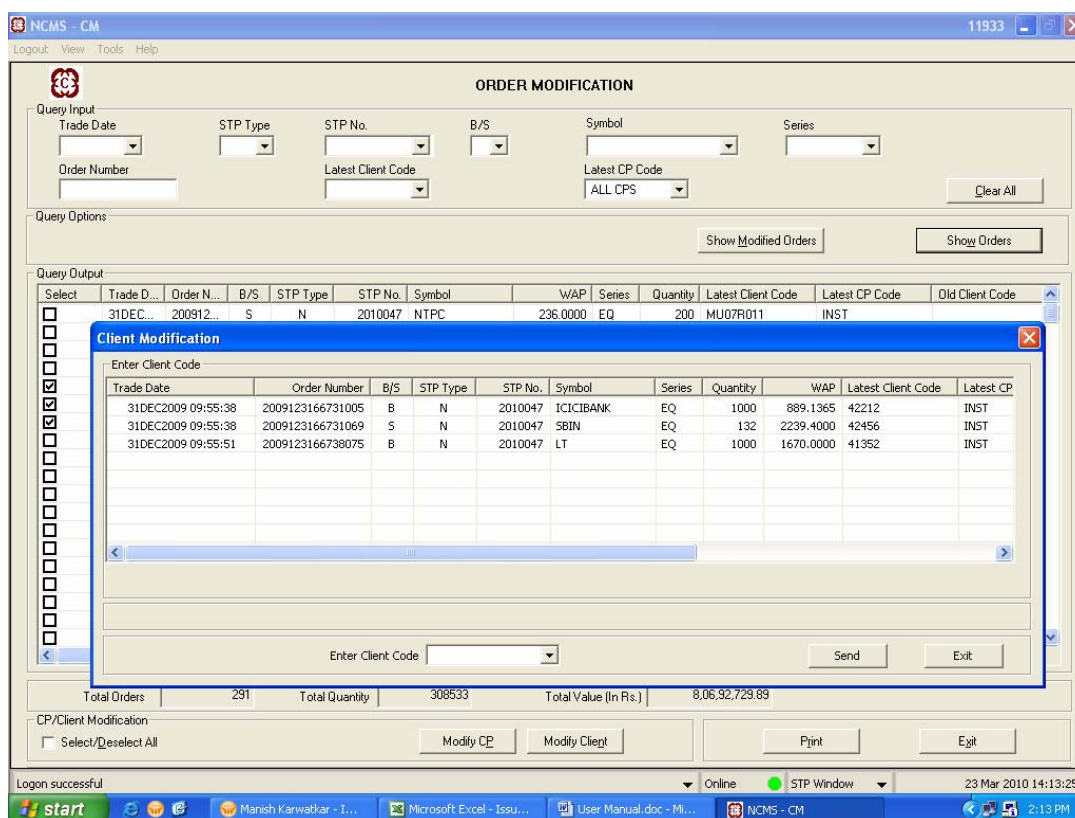 NCMS - CM 11933
Logout View Tools Help
ORDER MODIFICATION
Query Input
Trade Date STP Type STP No. B/S Symbol Series
Order Number Latest Client Code Latest CP Code
ALL CPS Clear All
Query Options
Show Modified Orders Show Orders
Query Output
Select Trade D... Order N... B/S STP Type STP No. Symbol WAP Series Quantity Latest Client Code Latest CP Code Old Client Code
31DEC... 200912... S N 2010047 NTPC 236.0000 EQ 200 MU07R011 INST
Client Modification
Enter Client Code
Trade Date Order Number B/S STP Type STP No. Symbol Series Quantity WAP Latest Client Code Latest CP
31DEC2009 09:55:38 2009123166731005 B N 2010047 ICICIBANK EQ 1000 889.1365 42212 INST
31DEC2009 09:55:38 2009123166731069 S N 2010047 SBIN EQ 132 2239.4000 42456 INST
31DEC2009 09:55:51 2009123166738075 B N 2010047 LT EQ 1000 1670.0000 41352 INST
Enter Client Code Send Exit
Total Orders 291 Total Quantity 308533 Total Value (In Rs.) 8,06,92,729.89
CP/Client Modification
Select/Deselect All Modify CP Modify Client Print Exit
Logon successful Online STP Window 23 Mar 2010 14:13:25
start Manish Karwatkar - I... Microsoft Excel - Issu... User Manual.doc - Mi... NCMS - CM 2:13 PM